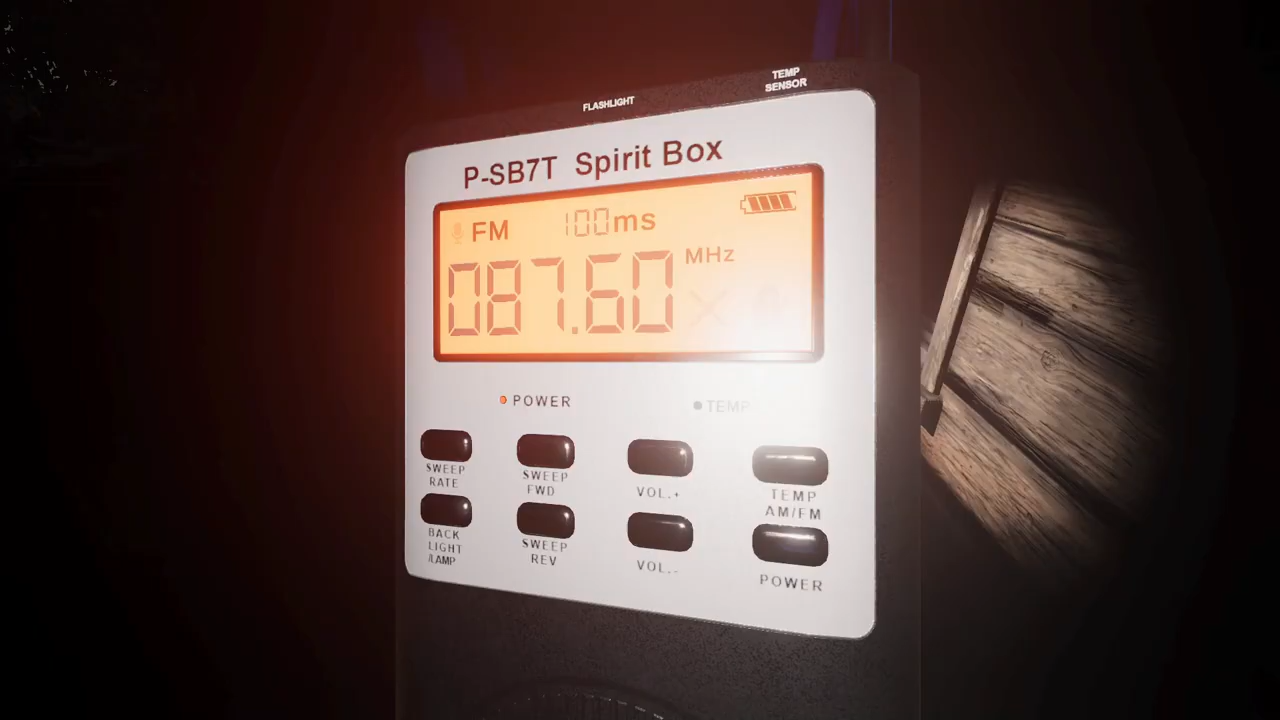 FLASHLIGHT
TEMP
SENSOR
P-SB7T Spirit Box
FM 100ms
087.60 MHz
POWER
TEMP
SWEEP
RATE
SWEEP
FWD
VOL.+
TEMP
AM/FM
BACK
LIGHT
/LAMP
SWEEP
REV
VOL.-
POWER